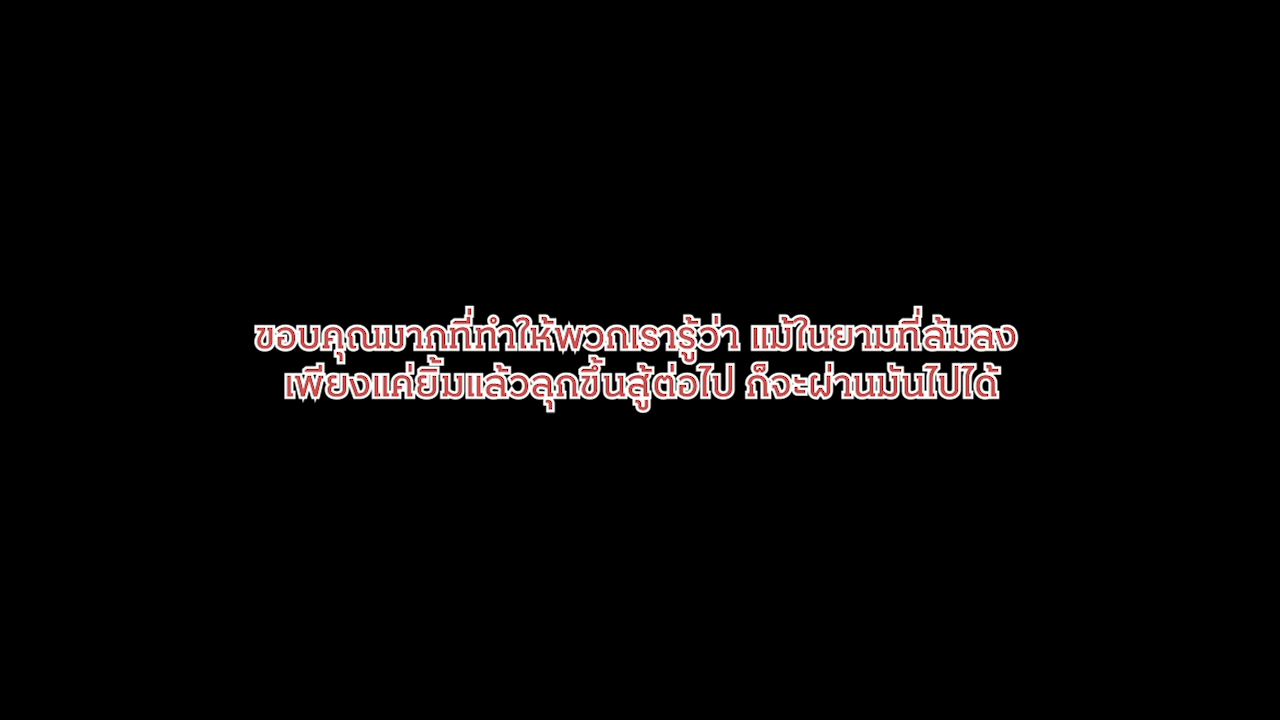 ขอบคุณมากที่ทำให้พวกเรารู้ว่า แม้ในยามที่ล้มลง
เพียงแค่ยิ้มแล้วลุกขึ้นสู้ต่อไป ก็จะผ่านมันไปได้